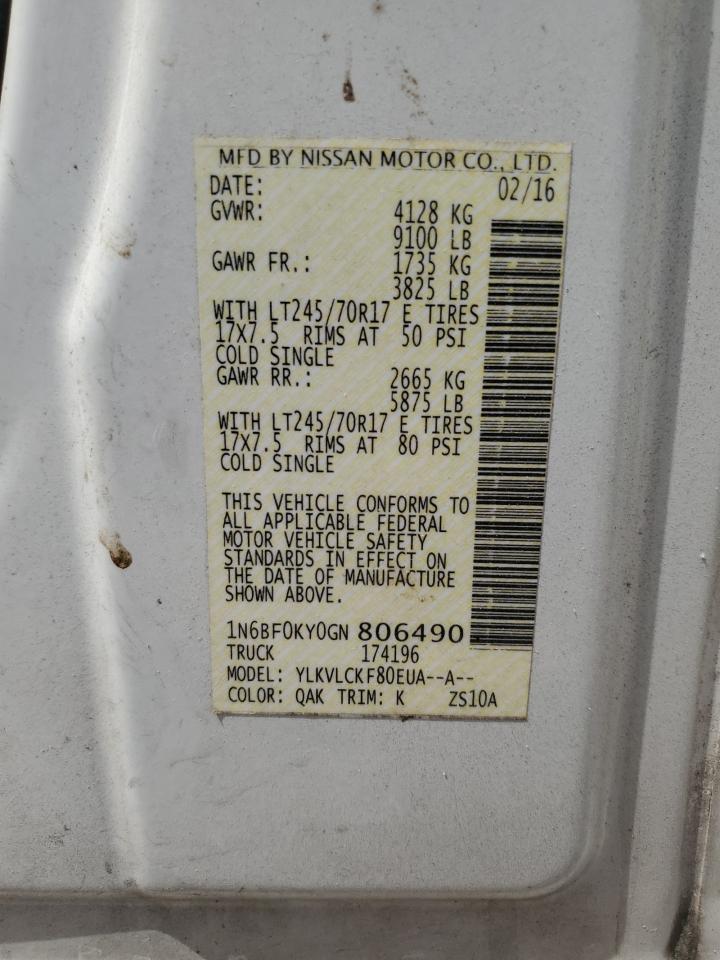 MFD BY NISSAN MOTOR CO., LTD.
DATE: 02/16
GVWR: 4128 KG
9100 LB
GAWR FR.: 1735 KG
3825 LB
WITH LT245/70R17 E TIRES
17X7.5 RIMS AT 50 PSI
COLD SINGLE
GAWR RR.: 2665 KG
5875 LB
WITH LT245/70R17 E TIRES
17X7.5 RIMS AT 80 PSI
COLD SINGLE
THIS VEHICLE CONFORMS TO
ALL APPLICABLE FEDERAL
MOTOR VEHICLE SAFETY
STANDARDS IN EFFECT ON
THE DATE OF MANUFACTURE
SHOWN ABOVE.
1N6BF0KY0GN 806490
TRUCK 174196
MODEL: YLKVLCKF80EUA--A--
COLOR: QAK TRIM: K ZS10A